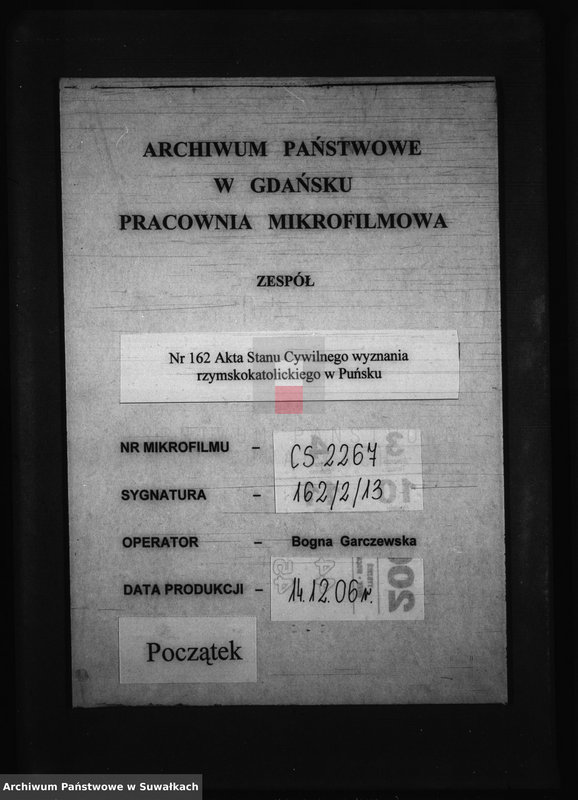 ARCHIWUM PAŃSTWOWE
W GDAŃSKU
PRACOWNIA MIKROFILMOWA
ZESPÓŁ
Nr 162 Akta Stanu Cywilnego wyznania
rzymskokatolickiego w Puńsku
NR MIKROFILMU – CS 2267
SYGNATURA – 162/2/13
OPERATOR – Bogna Garczewska
DATA PRODUKCJI – 14.12.06r.
Początek
Archiwum Państwowe w Suwałkach